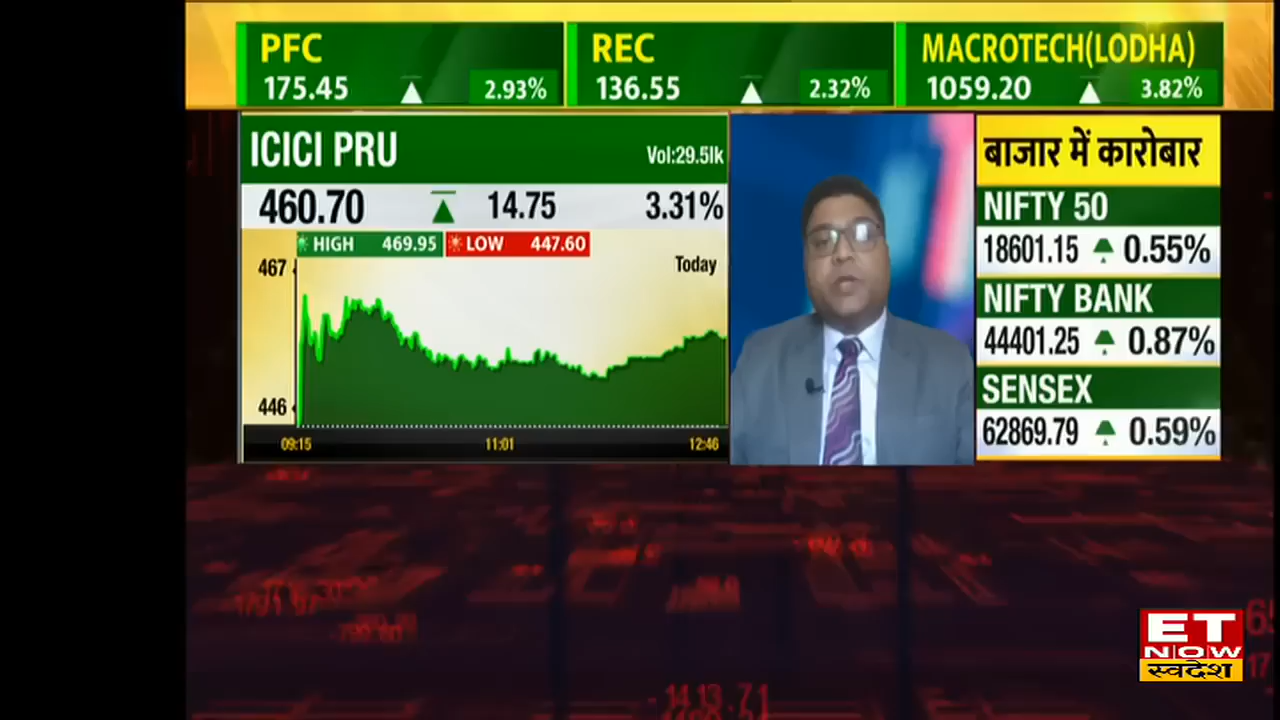 PFC
175.45 2.93%
REC
136.55 2.32%
MACROTECH(LODHA)
1059.20 3.82%
ICICI PRU Vol:29.5lk
460.70 14.75 3.31%
HIGH 469.95 LOW 447.60
Today
467
446
09:15 11:01 12:46
बाजार में कारोबार
NIFTY 50
18601.15 0.55%
NIFTY BANK
44401.25 0.87%
SENSEX
62869.79 0.59%
ET
NOW
स्वदेश